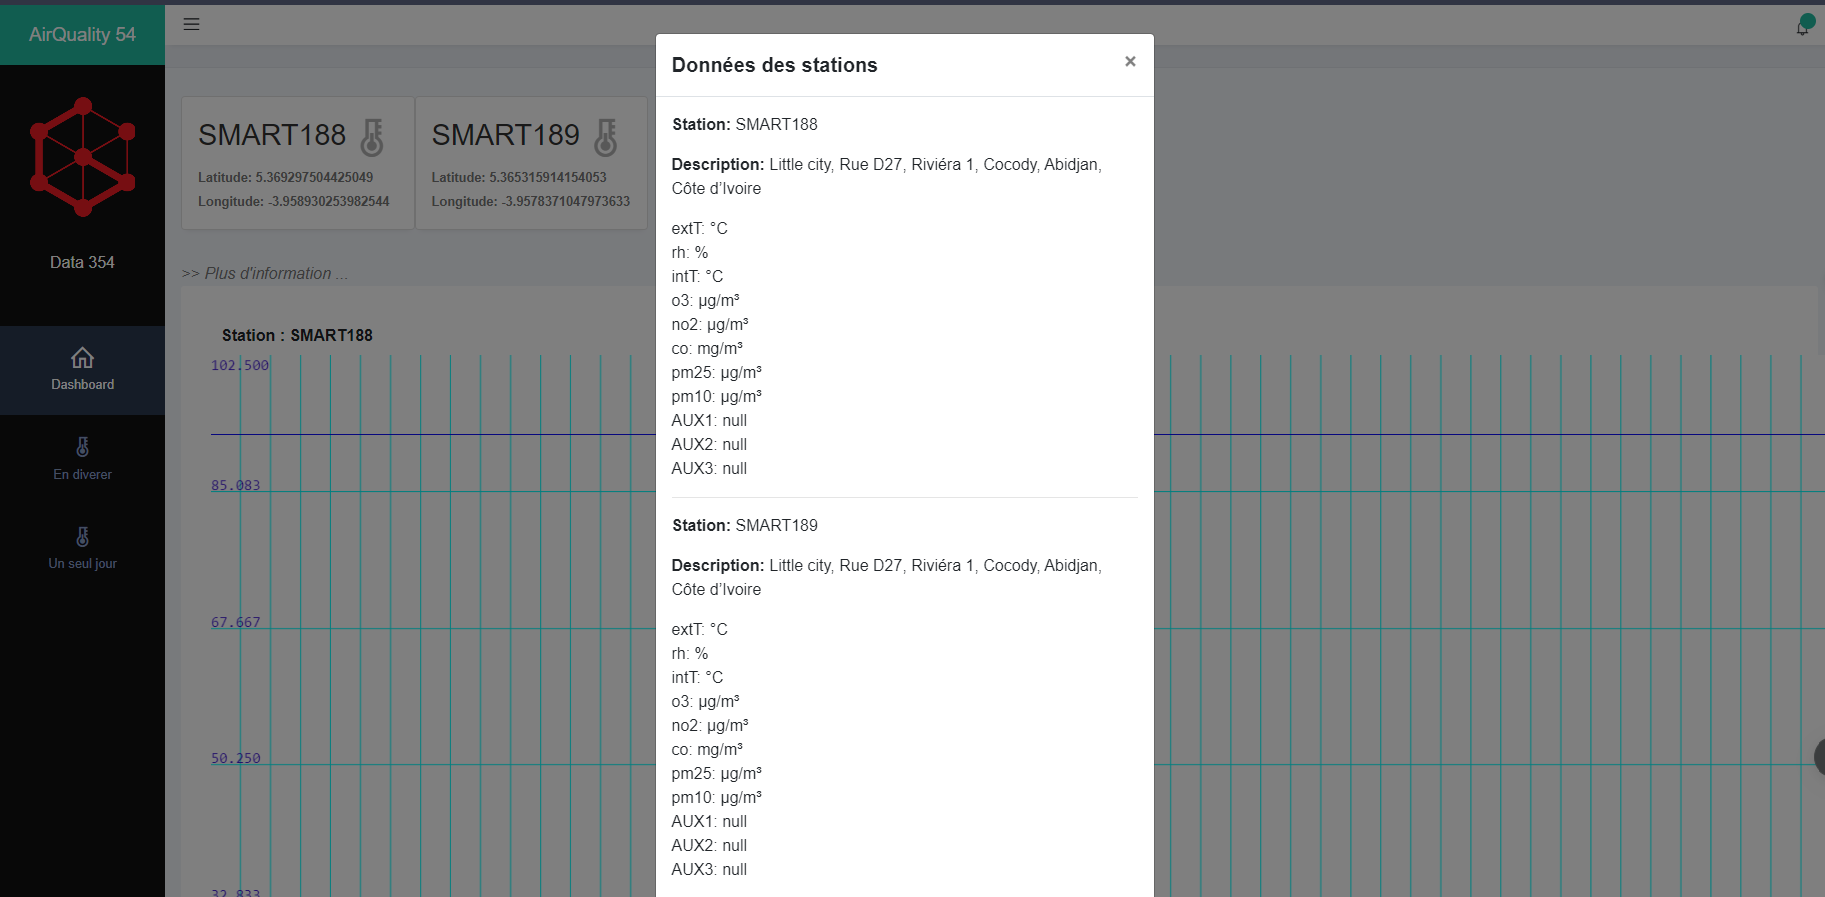 AirQuality 54
Data 354
Dashboard
En diverer
Un seul jour
SMART188
Latitude: 5.369297504425049
Longitude: -3.958930253982544
SMART189
Latitude: 5.365315914154053
Longitude: -3.9578371047973633
>> Plus d'information ...
Station : SMART188
102.500
85.083
67.667
50.250
32.833
Données des stations
×
Station: SMART188
Description: Little city, Rue D27, Riviéra 1, Cocody, Abidjan,
Côte d’Ivoire
extT: °C
rh: %
intT: °C
o3: µg/m³
no2: µg/m³
co: mg/m³
pm25: µg/m³
pm10: µg/m³
AUX1: null
AUX2: null
AUX3: null
Station: SMART189
Description: Little city, Rue D27, Riviéra 1, Cocody, Abidjan,
Côte d’Ivoire
extT: °C
rh: %
intT: °C
o3: µg/m³
no2: µg/m³
co: mg/m³
pm25: µg/m³
pm10: µg/m³
AUX1: null
AUX2: null
AUX3: null